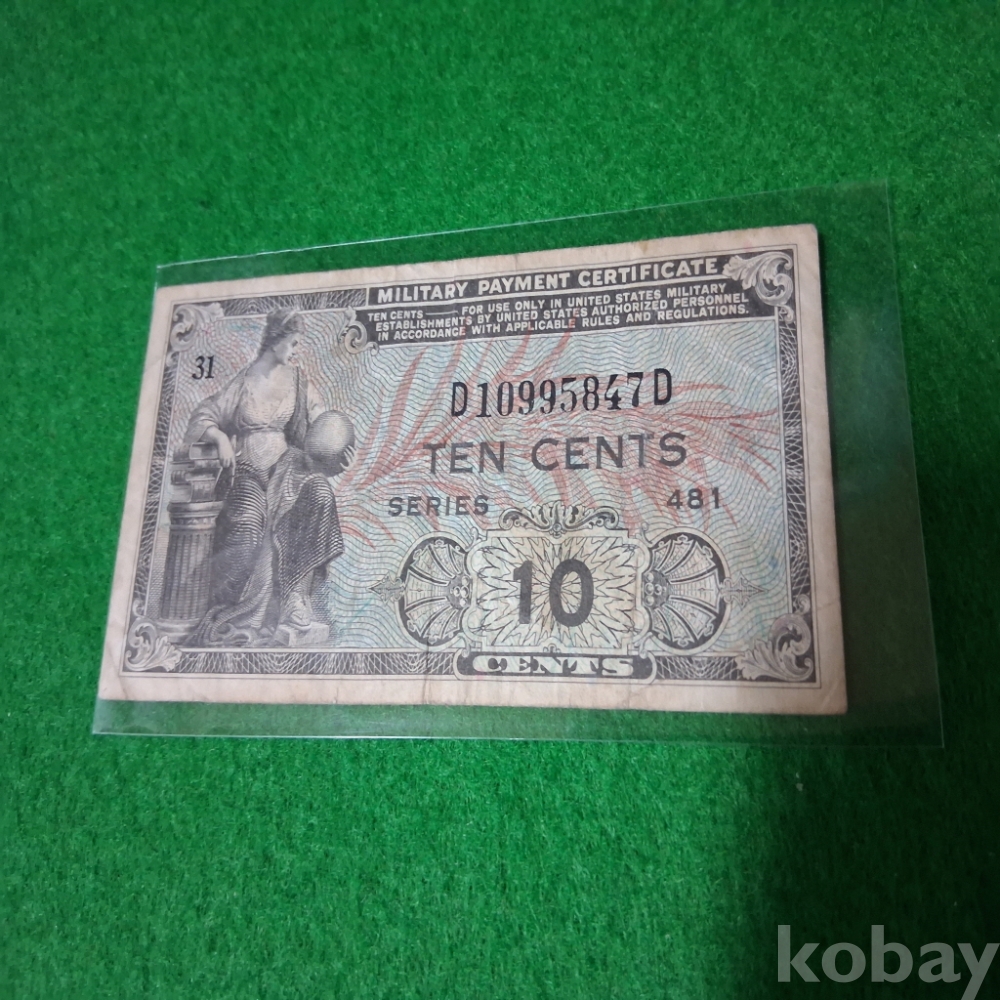 MILITARY PAYMENT CERTIFICATE
TEN CENTS — FOR USE ONLY IN UNITED STATES MILITARY
ESTABLISHMENTS BY UNITED STATES AUTHORIZED PERSONNEL
IN ACCORDANCE WITH APPLICABLE RULES AND REGULATIONS.
31
D10995847D
TEN CENTS
SERIES 481
10
CENTS
kobay